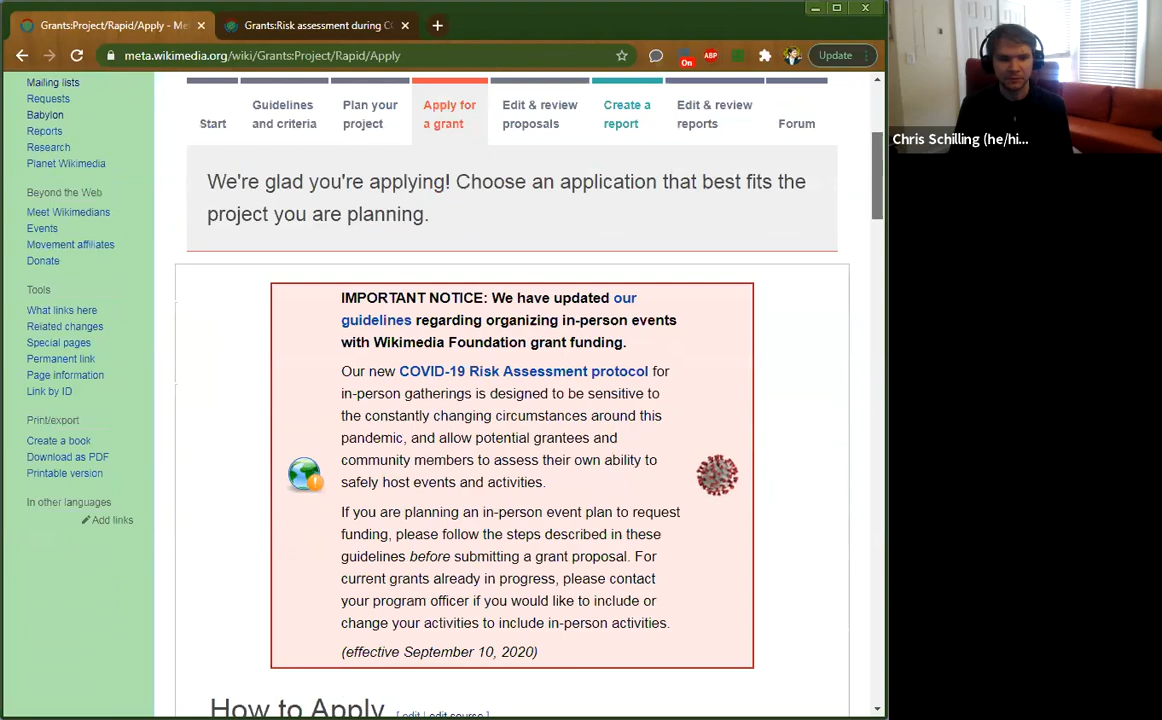 Grants:Project/Rapid/Apply - Me
Grants:Risk assessment during CO
meta.wikimedia.org/wiki/Grants:Project/Rapid/Apply
On
ABP
Update
Mailing lists
Requests
Babylon
Reports
Research
Planet Wikimedia
Beyond the Web
Meet Wikimedians
Events
Movement affiliates
Donate
Tools
What links here
Related changes
Special pages
Permanent link
Page information
Link by ID
Print/export
Create a book
Download as PDF
Printable version
In other languages
Add links
Start
Guidelines
and criteria
Plan your
project
Apply for
a grant
Edit & review
proposals
Create a
report
Edit & review
reports
Forum
We're glad you're applying! Choose an application that best fits the
project you are planning.
IMPORTANT NOTICE: We have updated our
guidelines regarding organizing in-person events
with Wikimedia Foundation grant funding.
Our new COVID-19 Risk Assessment protocol for
in-person gatherings is designed to be sensitive to
the constantly changing circumstances around this
pandemic, and allow potential grantees and
community members to assess their own ability to
safely host events and activities.
If you are planning an in-person event plan to request
funding, please follow the steps described in these
guidelines before submitting a grant proposal. For
current grants already in progress, please contact
your program officer if you would like to include or
change your activities to include in-person activities.
(effective September 10, 2020)
How to Apply [ edit | edit source ]
Chris Schilling (he/hi...